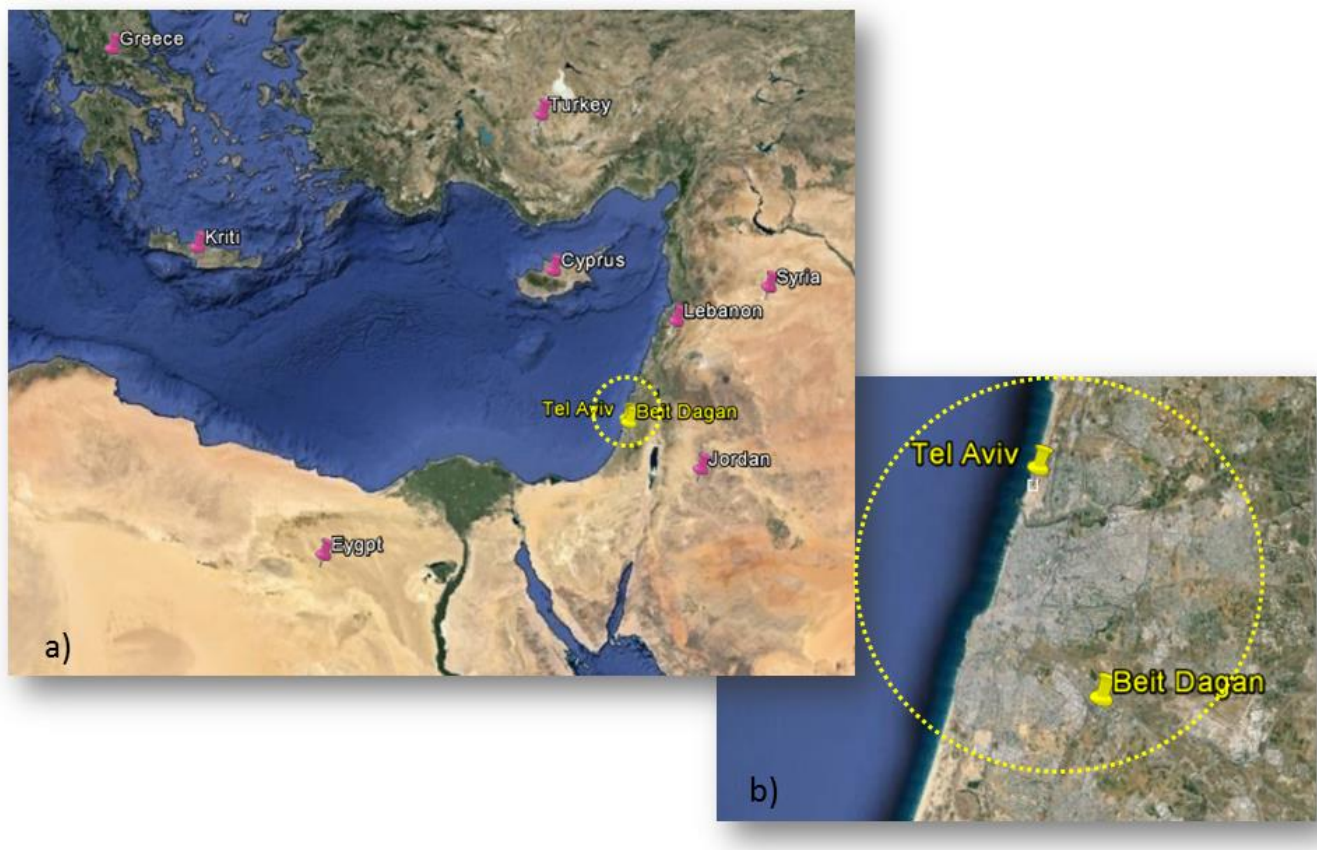 Greece
Turkey
Kriti
Cyprus
Syria
Lebanon
Tel Aviv Beit Dagan
Jordan
Eygpt
a)
Tel Aviv
Beit Dagan
b)